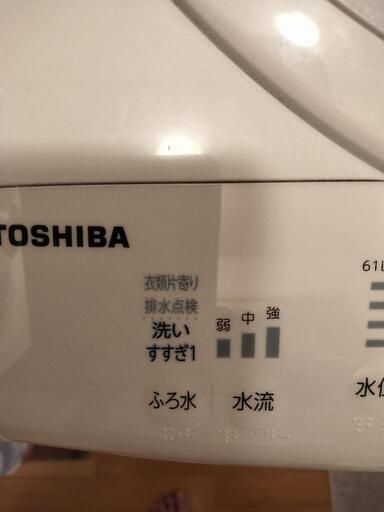 TOSHIBA
衣類片寄り
排水点検
洗い
すすぎ1
弱 中 強
ふろ水
水流